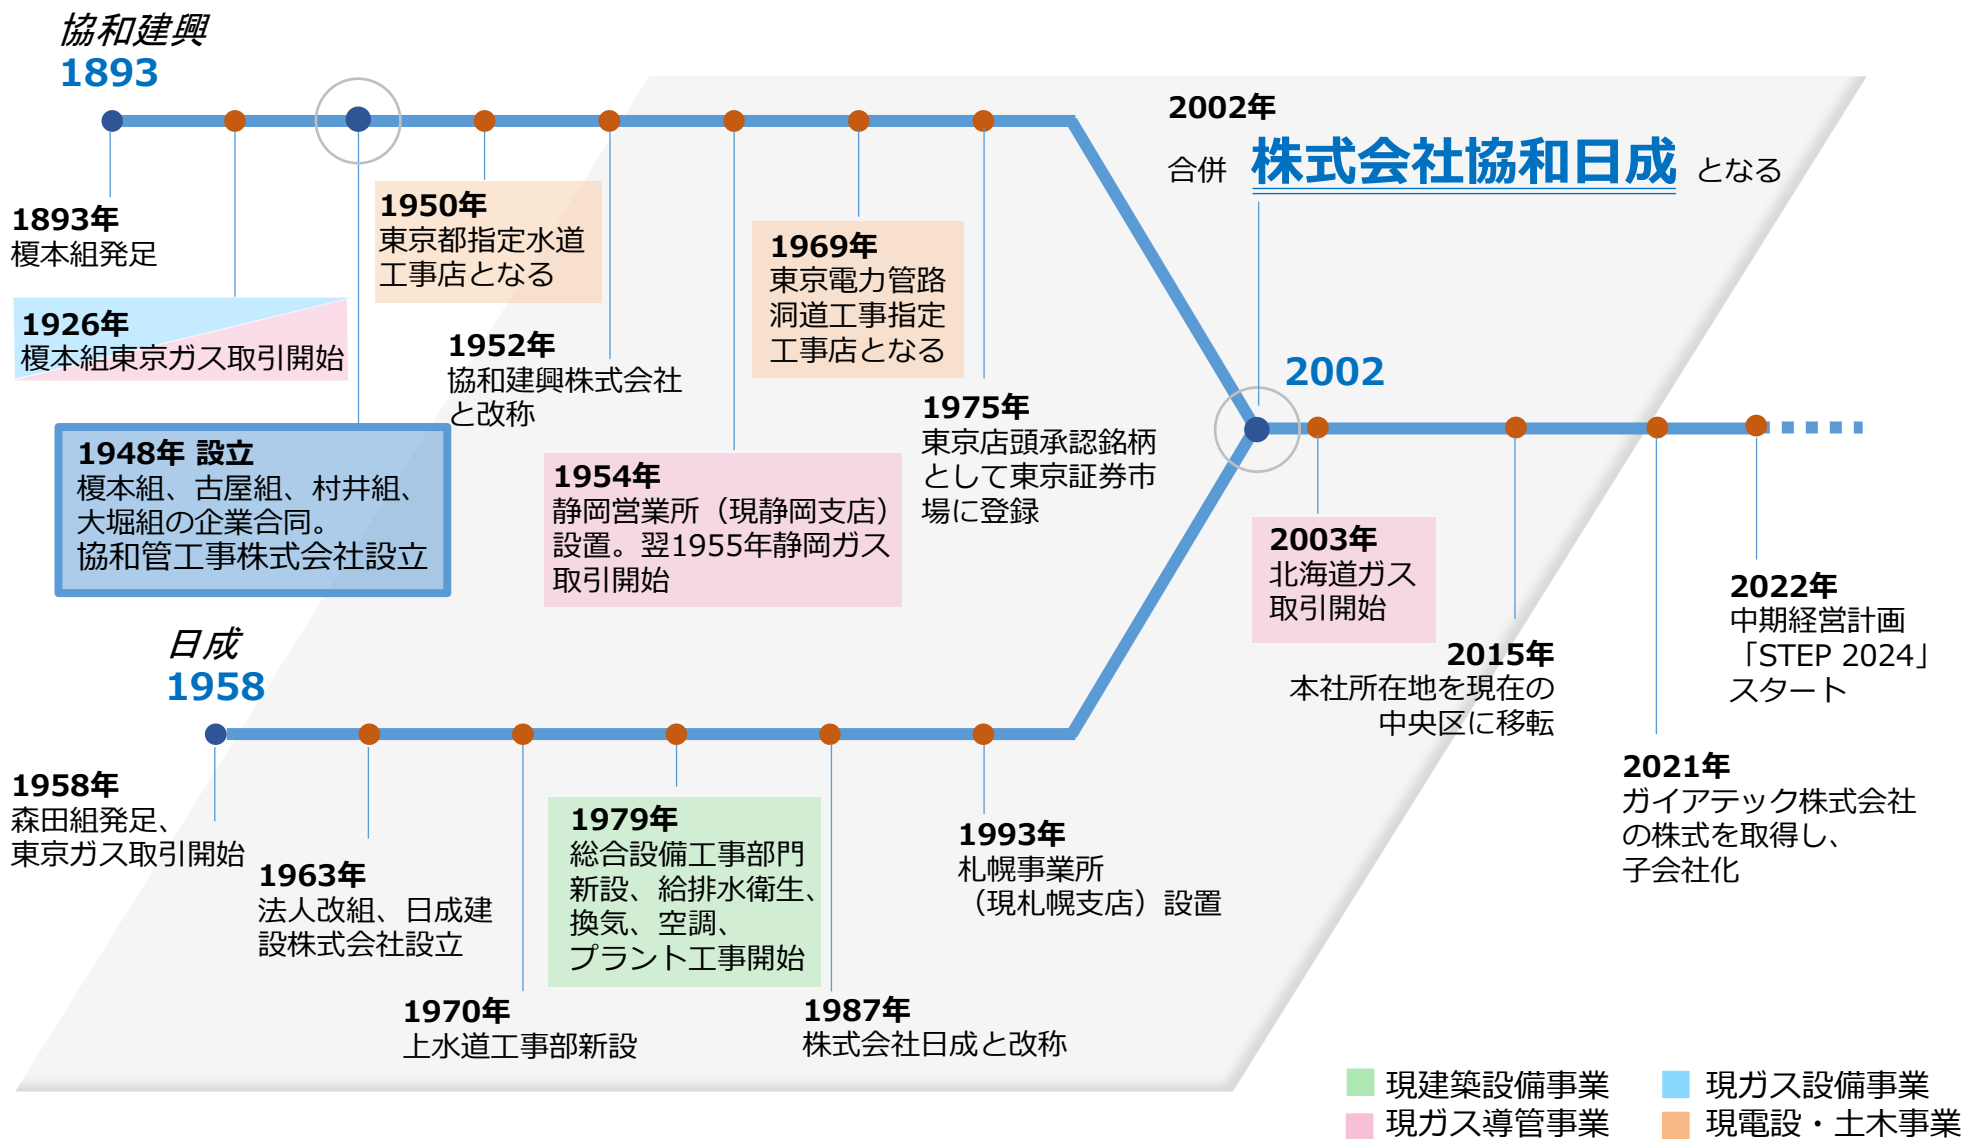 協和建興
1893
1893年
榎本組発足
1926年
榎本組東京ガス取引開始
1948年 設立
榎本組、古屋組、村井組、
大堀組の企業合同。
協和管工事株式会社設立
1950年
東京都指定水道
工事店となる
1952年
協和建興株式会社
と改称
1954年
静岡営業所（現静岡支店）
設置。翌1955年静岡ガス
取引開始
1969年
東京電力管路
洞道工事指定
工事店となる
1975年
東京店頭承認銘柄
として東京証券市
場に登録
2002年
合併 株式会社協和日成 となる
2002
2003年
北海道ガス
取引開始
2015年
本社所在地を現在の
中央区に移転
2021年
ガイアテック株式会社
の株式を取得し、
子会社化
2022年
中期経営計画
「STEP 2024」
スタート
日成
1958
1958年
森田組発足、
東京ガス取引開始
1963年
法人改組、日成建
設株式会社設立
1970年
上水道工事部新設
1979年
総合設備工事部門
新設、給排水衛生、
換気、空調、
プラント工事開始
1987年
株式会社日成と改称
1993年
札幌事業所
（現札幌支店）設置
現建築設備事業
現ガス設備事業
現ガス導管事業
現電設・土木事業